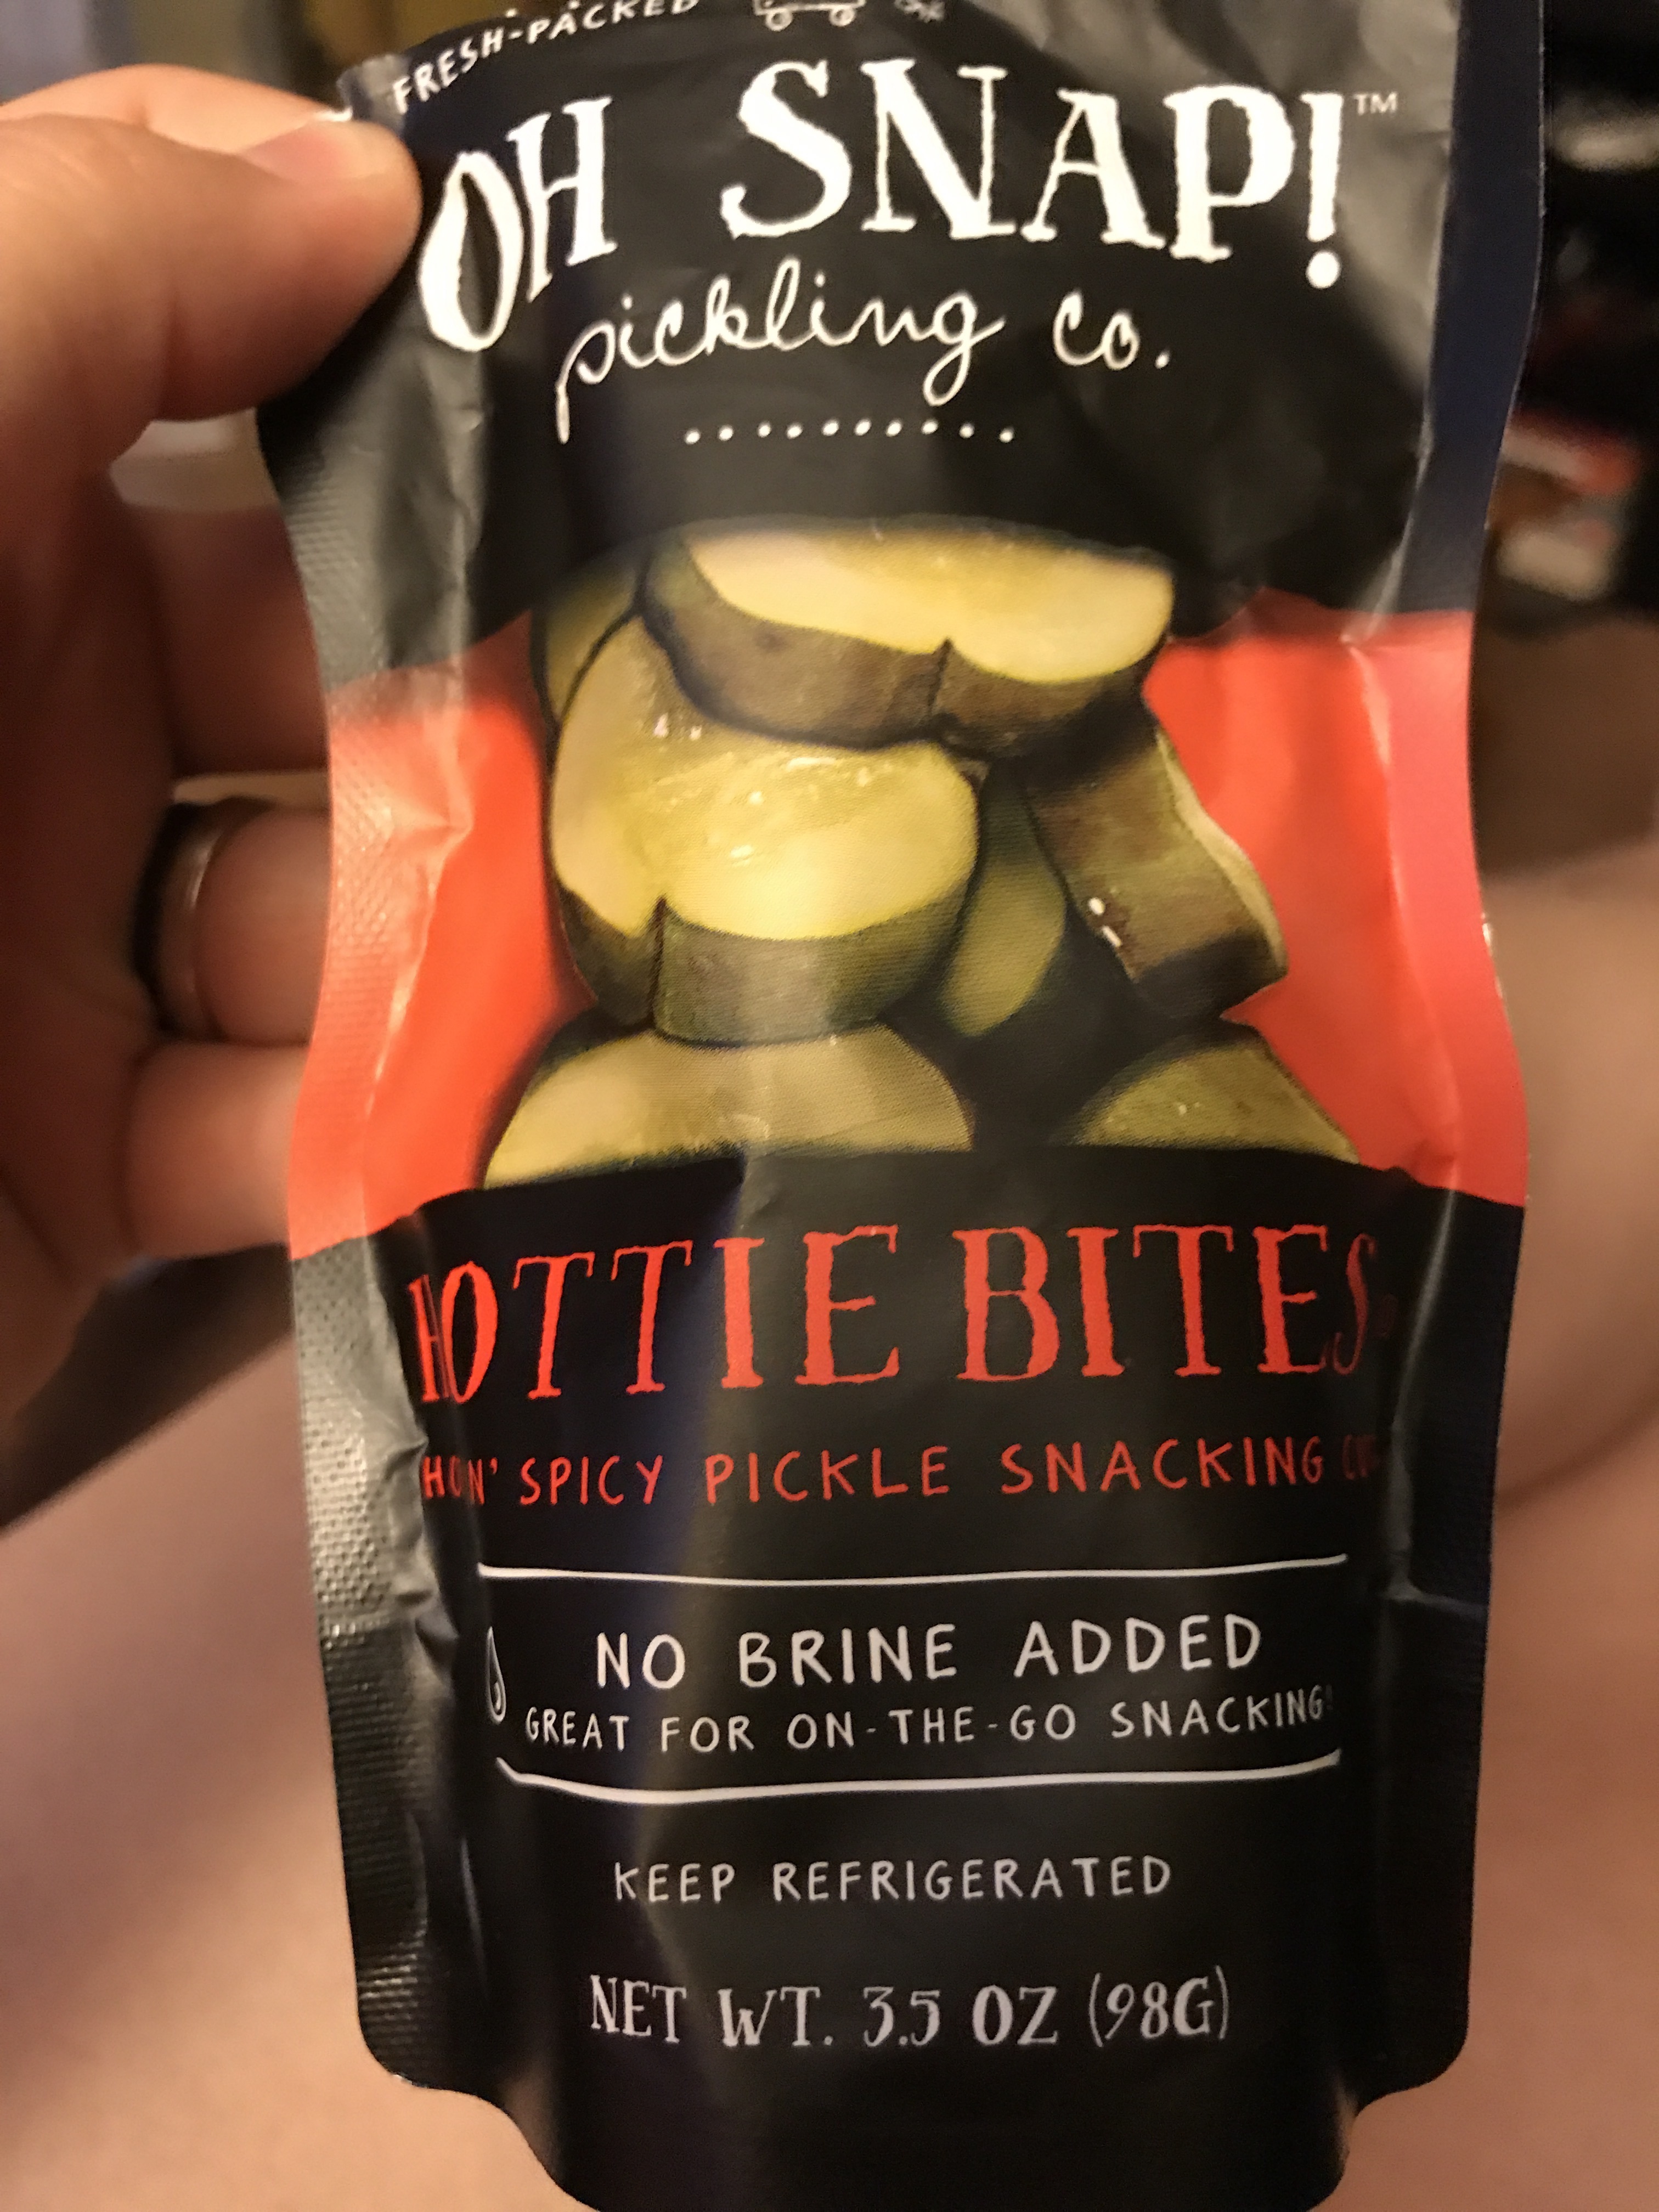 FRESH-PACKED
OH SNAP!™
pickling co.
HOTTIE BITES
N' SPICY PICKLE SNACKING
NO BRINE ADDED
GREAT FOR ON-THE-GO SNACKING!
KEEP REFRIGERATED
NET WT. 3.5 OZ (98G)